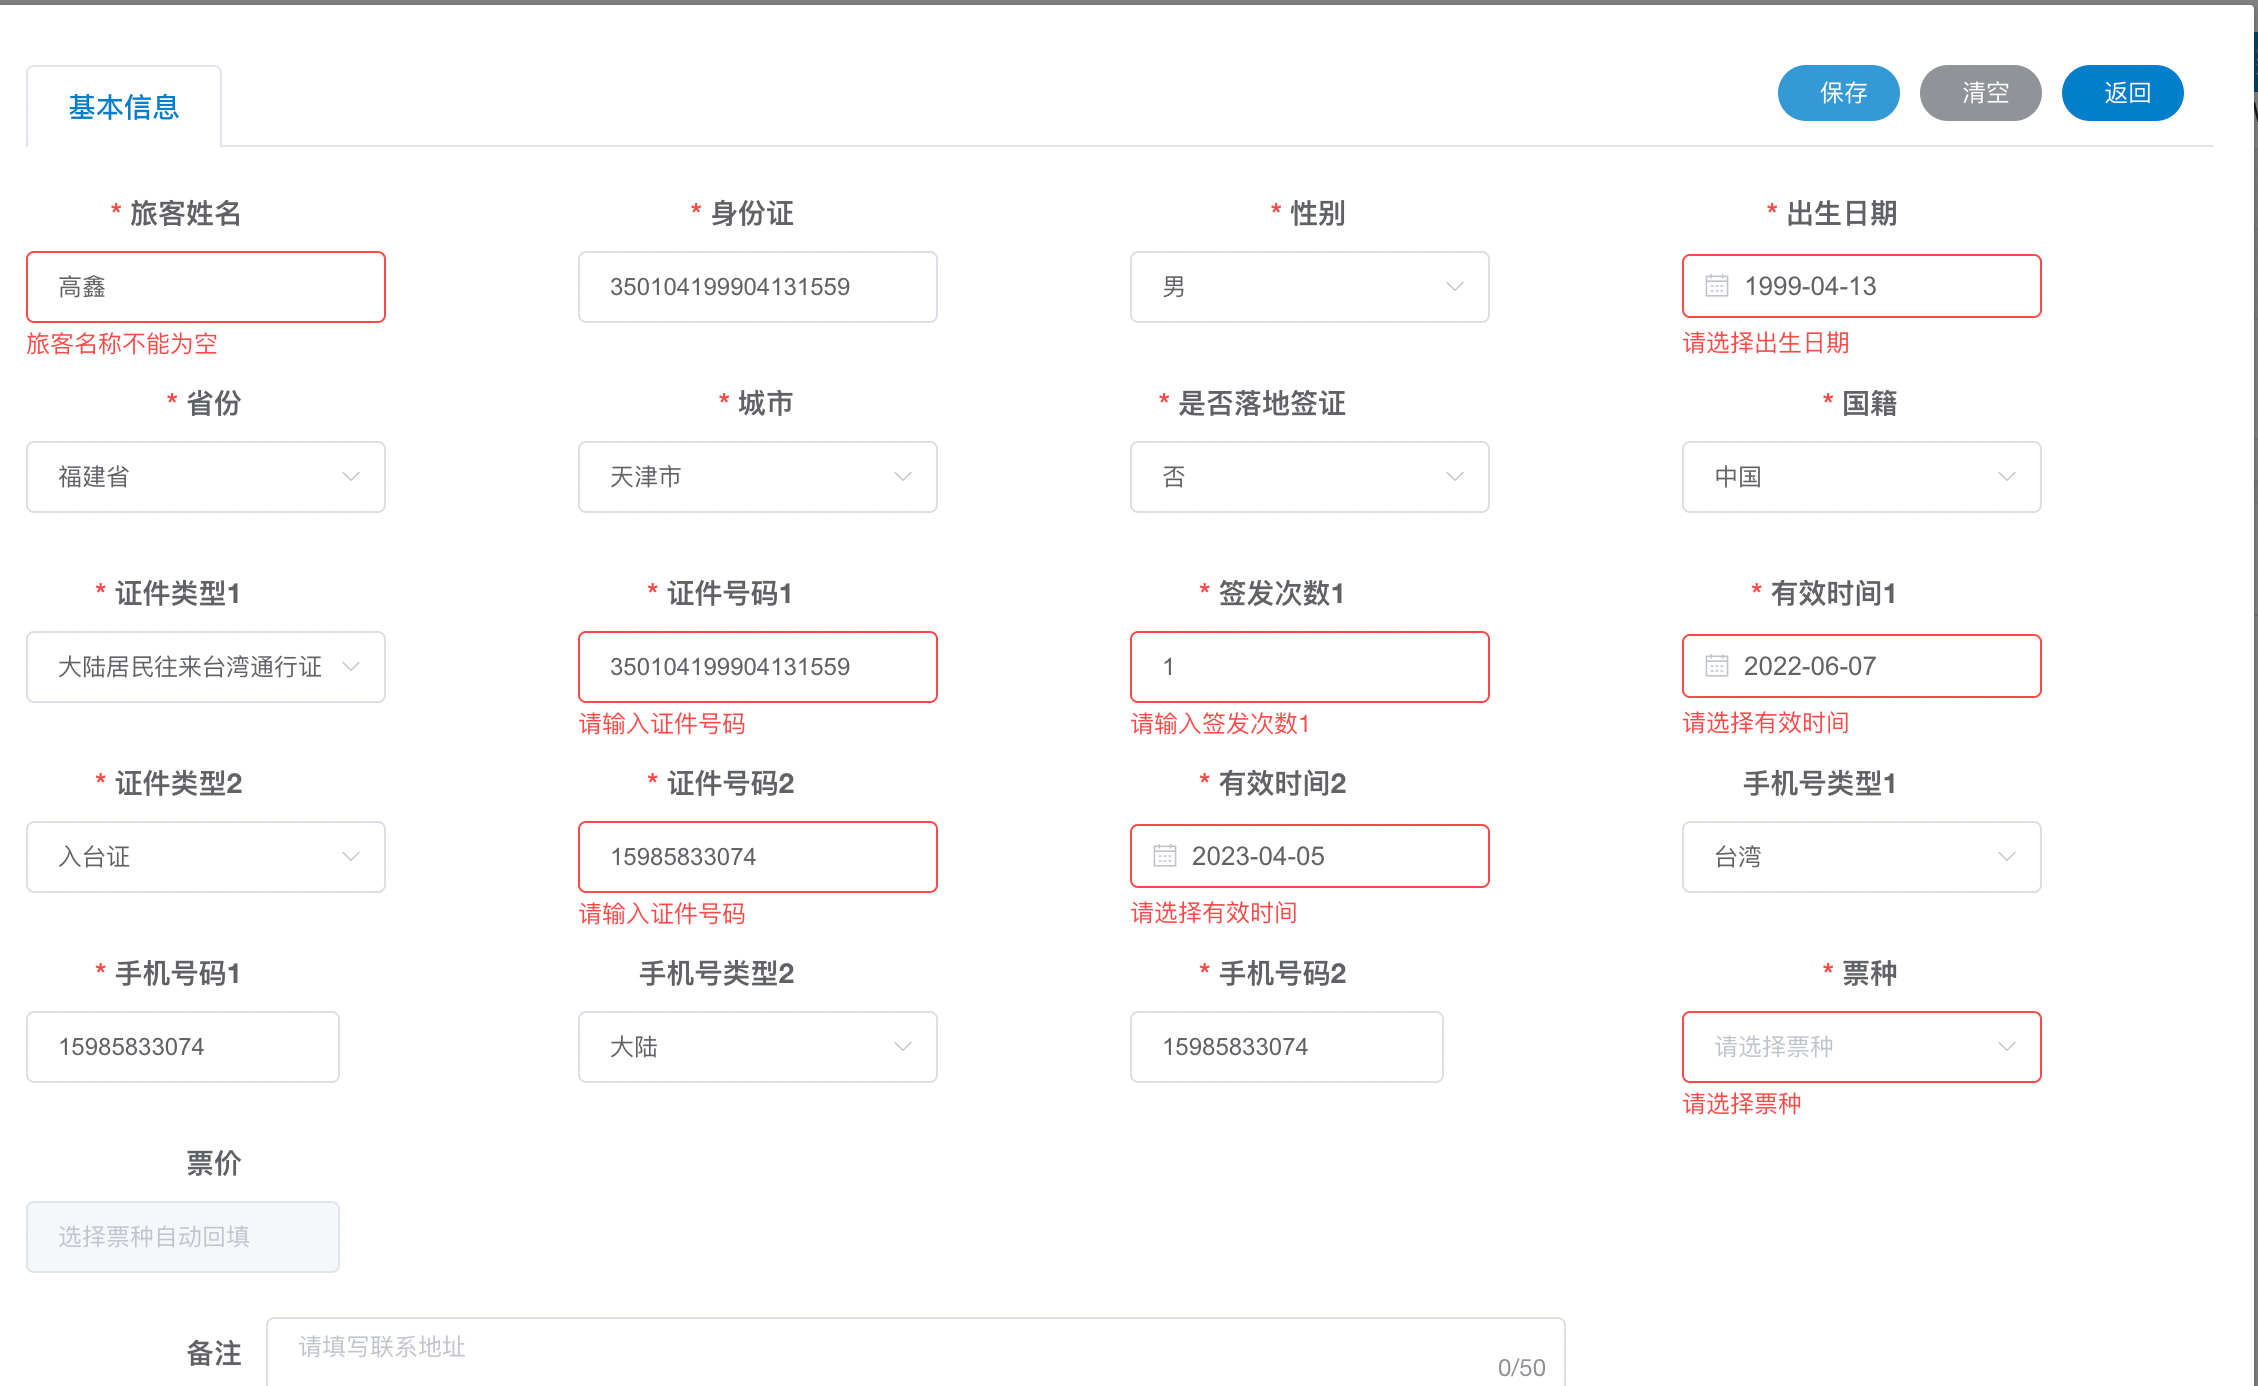 基本信息
保存 清空 返回
* 旅客姓名 * 身份证 * 性别 * 出生日期
高鑫 350104199904131559 男 1999-04-13
旅客名称不能为空 请选择出生日期
* 省份 * 城市 * 是否落地签证 * 国籍
福建省 天津市 否 中国
* 证件类型1 * 证件号码1 * 签发次数1 * 有效时间1
大陆居民往来台湾通行证 350104199904131559 1 2022-06-07
请输入证件号码 请输入签发次数1 请选择有效时间
* 证件类型2 * 证件号码2 * 有效时间2 手机号类型1
入台证 15985833074 2023-04-05 台湾
请输入证件号码 请选择有效时间
* 手机号码1 手机号类型2 * 手机号码2 * 票种
15985833074 大陆 15985833074 请选择票种
请选择票种
票价
选择票种自动回填
备注 请填写联系地址
0/50